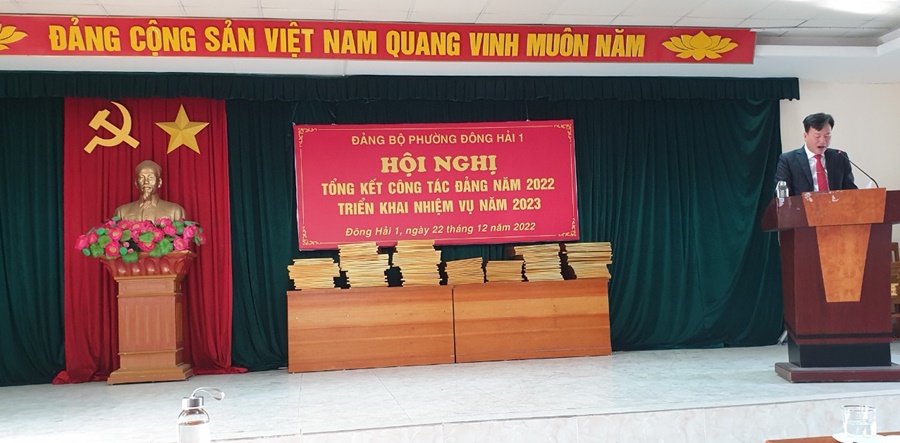 ĐẢNG CỘNG SẢN VIỆT NAM QUANG VINH MUÔN NĂM
ĐẢNG BỘ PHƯỜNG ĐÔNG HẢI 1
HỘI NGHỊ
TỔNG KẾT CÔNG TÁC ĐẢNG NĂM 2022
TRIỂN KHAI NHIỆM VỤ NĂM 2023
Đông Hải 1, ngày 22 tháng 12 năm 2022